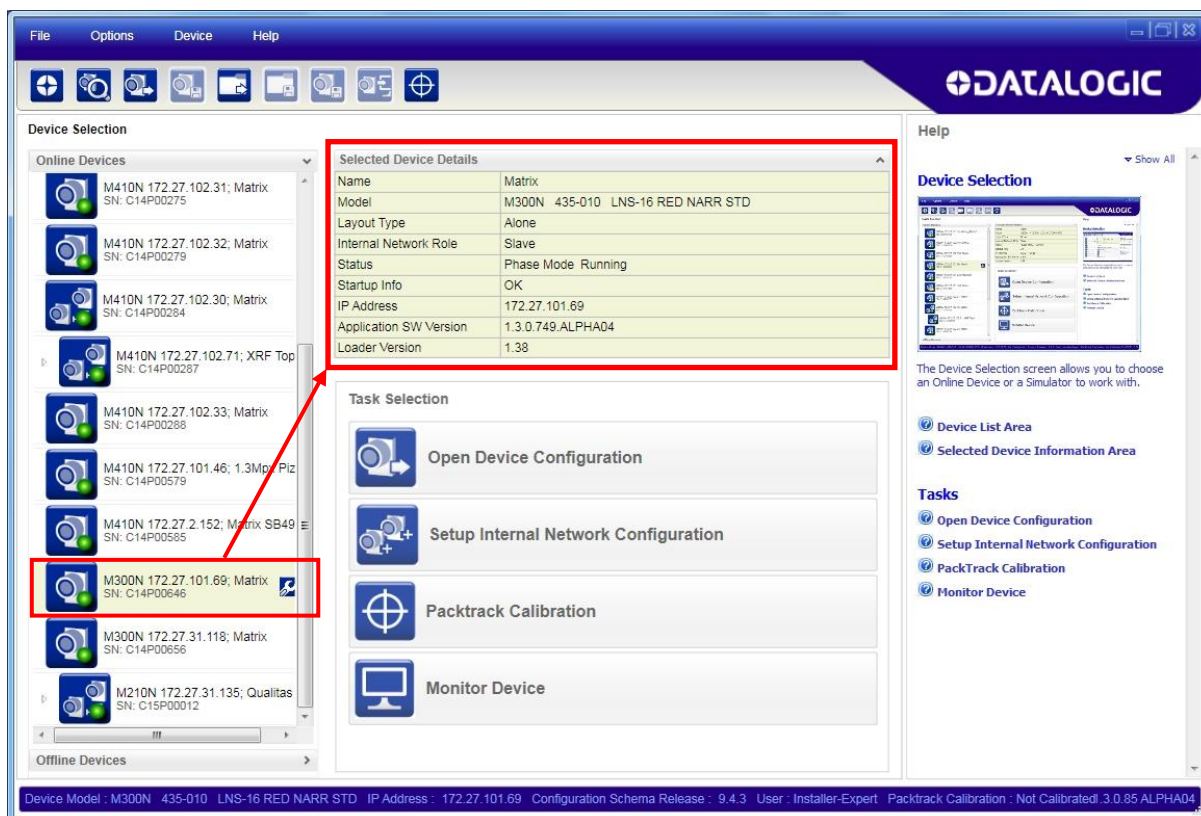 File Options Device Help
DATALOGIC
Device Selection
Online Devices
M410N 172.27.102.31; Matrix
SN: C14P00275
M410N 172.27.102.32; Matrix
SN: C14P00279
M410N 172.27.102.30; Matrix
SN: C14P00284
M410N 172.27.102.71; XRF Top
SN: C14P00287
M410N 172.27.102.33; Matrix
SN: C14P00288
M410N 172.27.101.46; 1.3Mpx Piz
SN: C14P00579
M410N 172.27.2.152; Matrix SB49
SN: C14P00585
M300N 172.27.101.69; Matrix
SN: C14P00646
M300N 172.27.31.118; Matrix
SN: C14P00656
M210N 172.27.31.135; Qualitas
SN: C15P00012
Offline Devices
Selected Device Details
Name Matrix
Model M300N 435-010 LNS-16 RED NARR STD
Layout Type Alone
Internal Network Role Slave
Status Phase Mode Running
Startup Info OK
IP Address 172.27.101.69
Application SW Version 1.3.0.749.ALPHA04
Loader Version 1.38
Task Selection
Open Device Configuration
Setup Internal Network Configuration
Packtrack Calibration
Monitor Device
Help
Show All
Device Selection
The Device Selection screen allows you to choose
an Online Device or a Simulator to work with.
Device List Area
Selected Device Information Area
Tasks
Open Device Configuration
Setup Internal Network Configuration
PackTrack Calibration
Monitor Device
Device Model : M300N 435-010 LNS-16 RED NARR STD IP Address : 172.27.101.69 Configuration Schema Release : 9.4.3 User : Installer-Expert Packtrack Calibration : Not Calibrated .3.0.85 ALPHA04